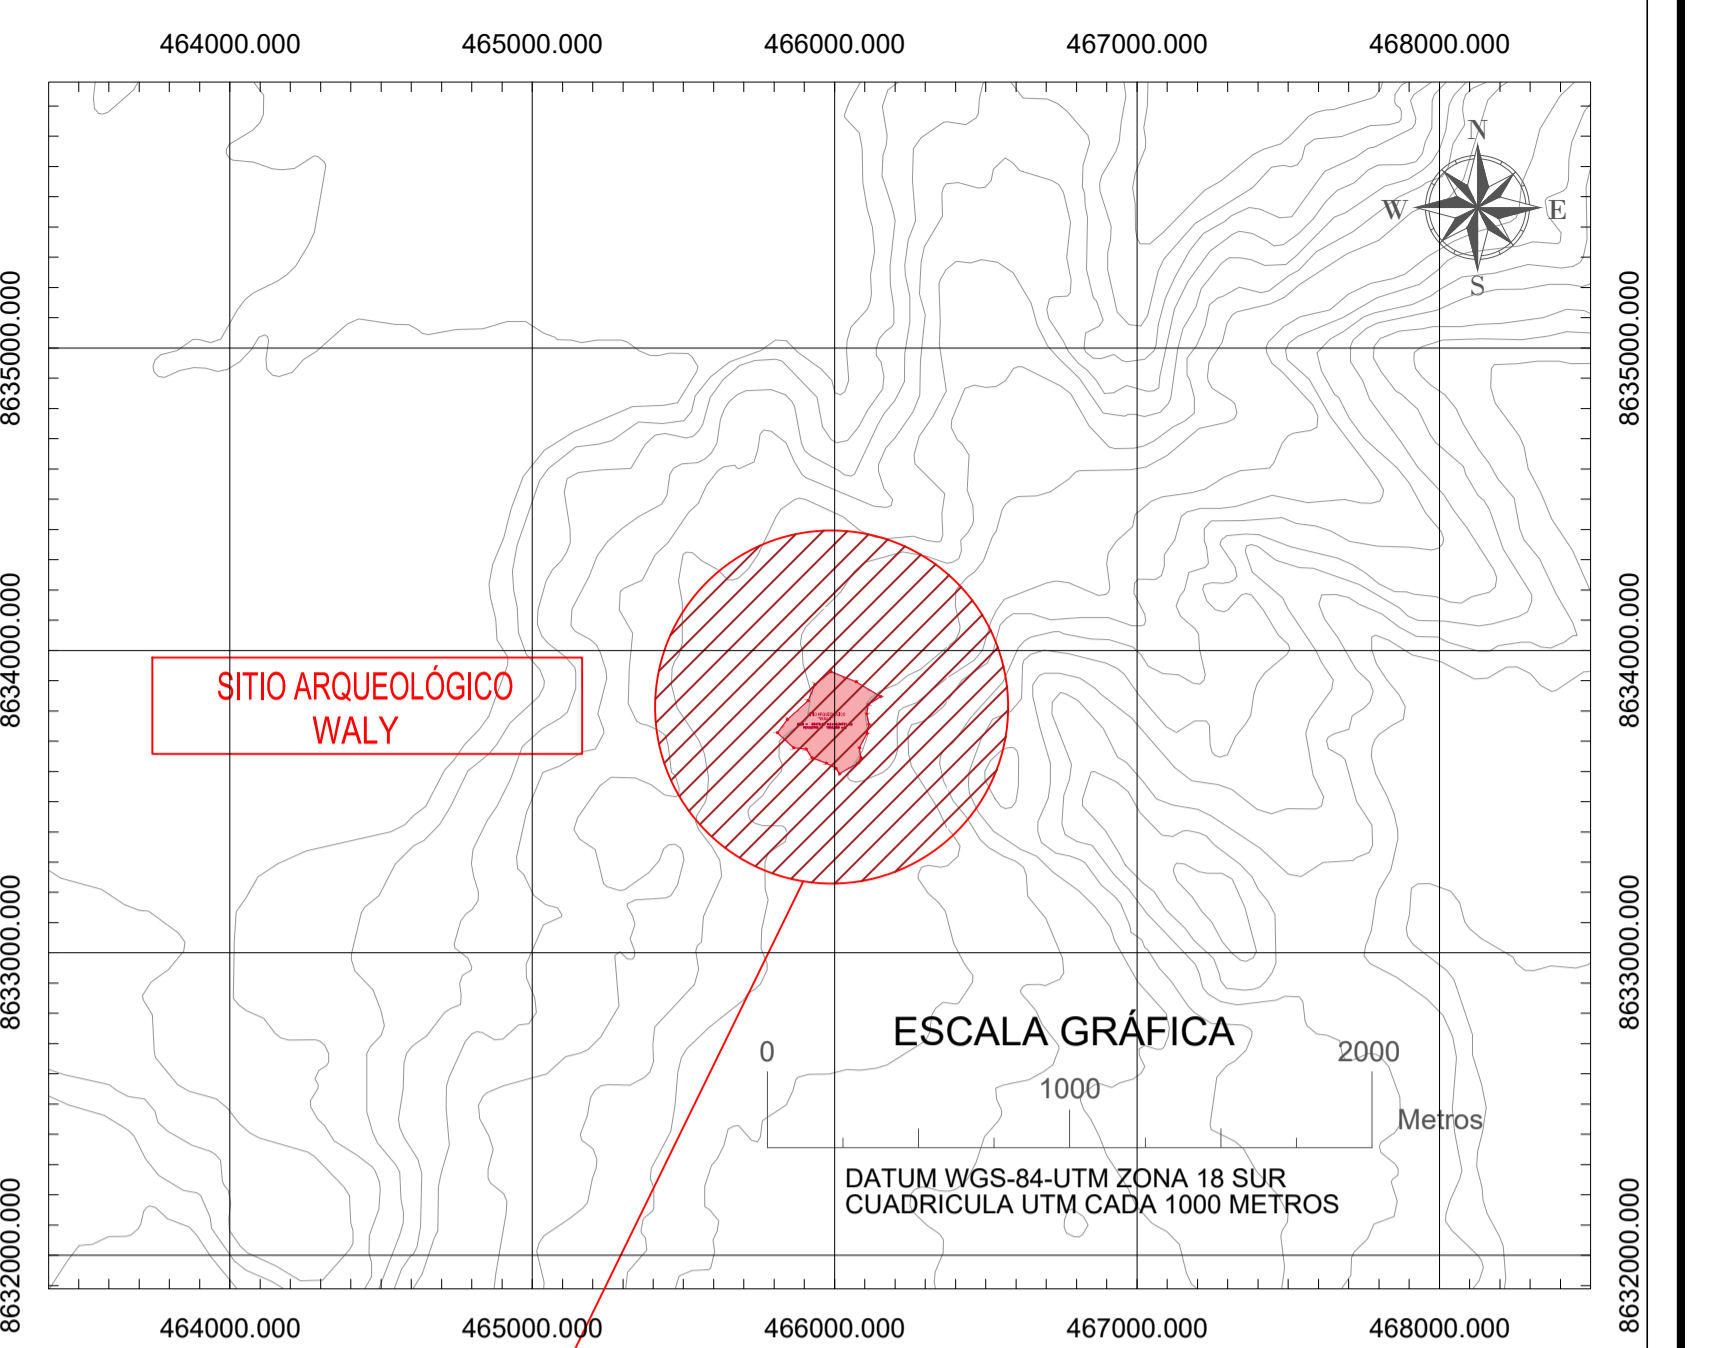 464000.000 465000.000 466000.000 467000.000 468000.000
N
W E
S
8635000.000 8635000.000
8634000.000 8634000.000
SITIO ARQUEOLÓGICO
WALY
8633000.000 8633000.000
ESCALA GRÁFICA
0 2000
1000
Metros
DATUM WGS-84-UTM ZONA 18 SUR
CUADRICULA UTM CADA 1000 METROS
8632000.000 8632000.000
464000.000 465000.000 466000.000 467000.000 468000.000